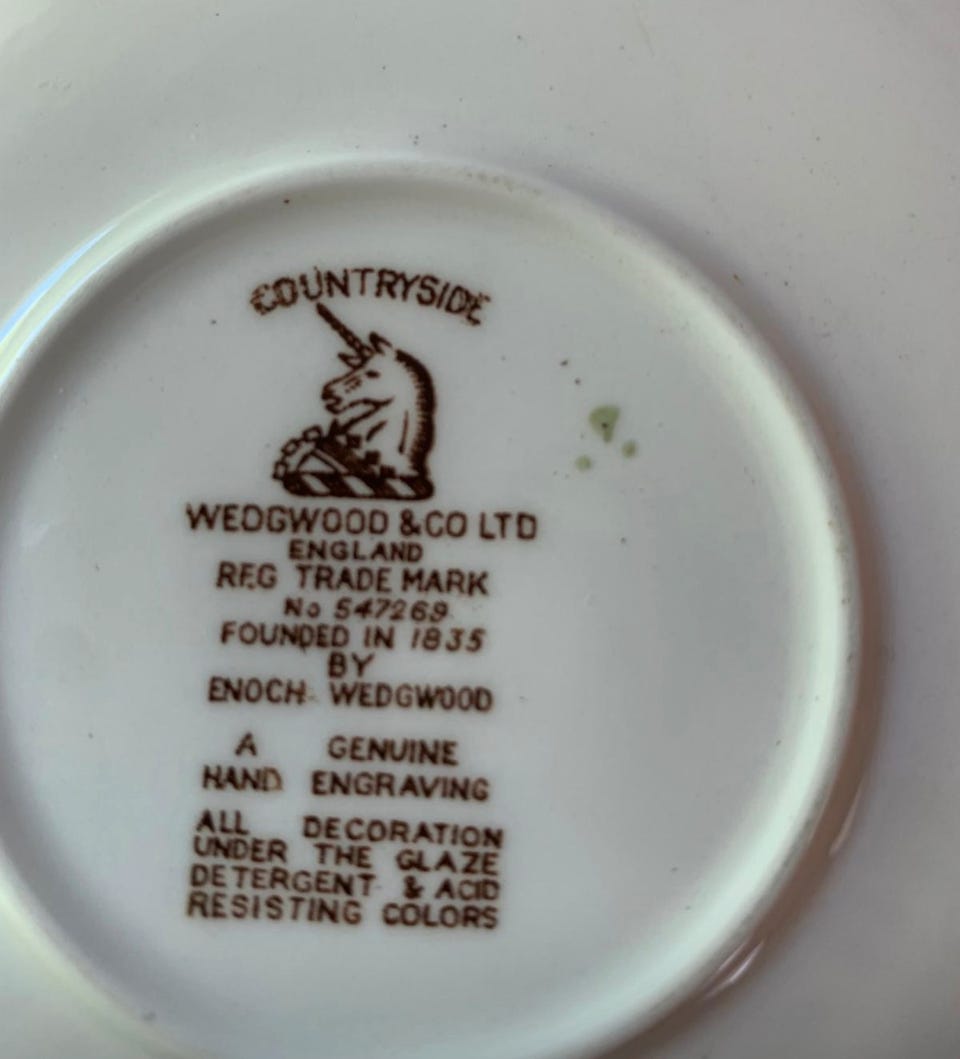 COUNTRYSIDE
WEDGWOOD & CO LTD
ENGLAND
REG TRADE MARK
No 547269
FOUNDED IN 1835
BY
ENOCH WEDGWOOD
A GENUINE
HAND ENGRAVING
ALL DECORATION
UNDER THE GLAZE
DETERGENT & ACID
RESISTING COLORS